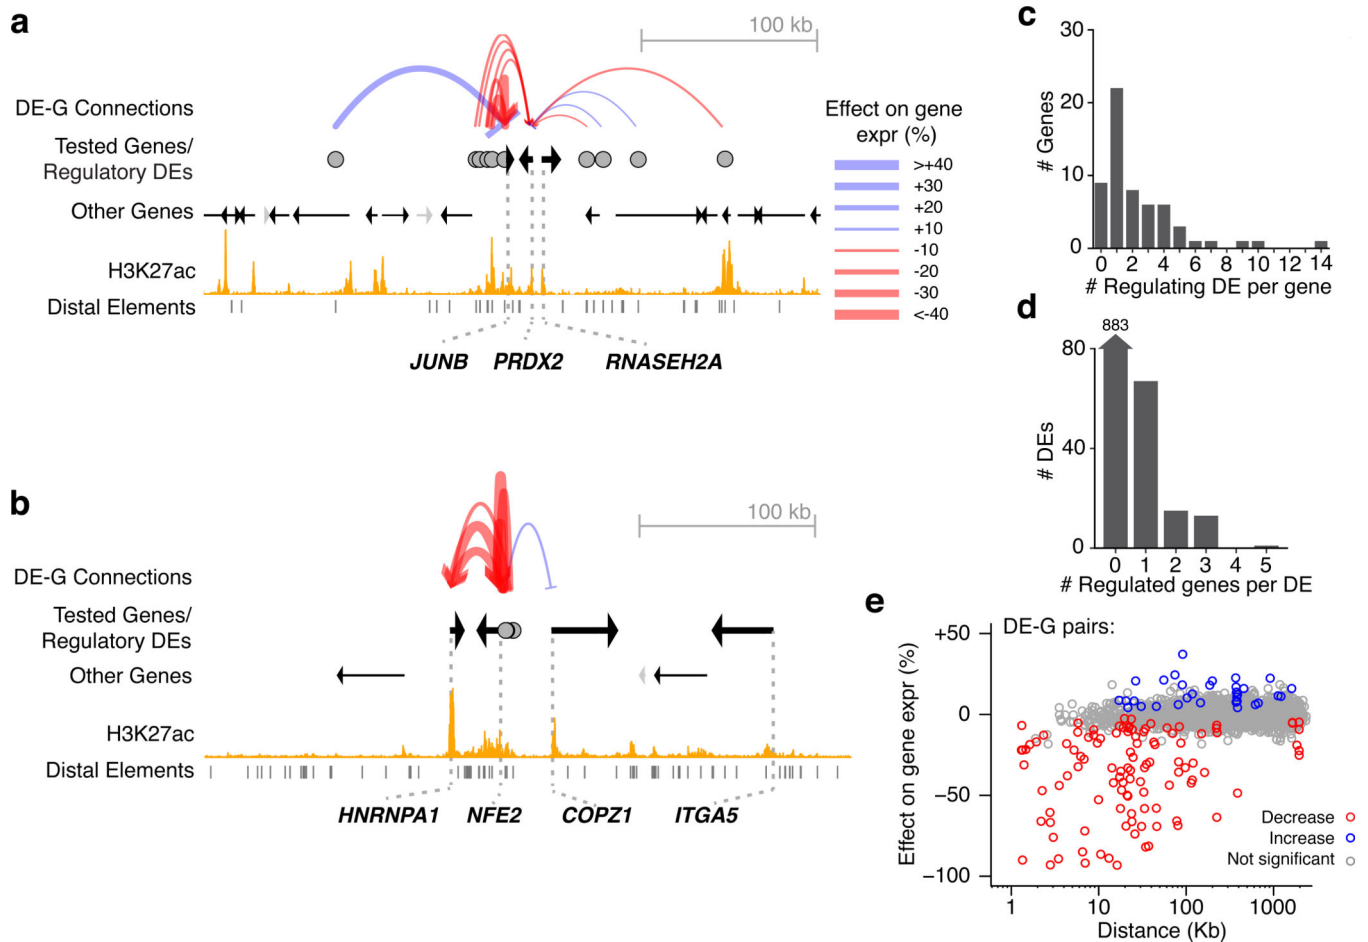 a
100 kb
DE-G Connections
Tested Genes/
Regulatory DEs
Other Genes
H3K27ac
Distal Elements
JUNB PRDX2 RNASEH2A
Effect on gene
expr (%)
>+40
+30
+20
+10
-10
-20
-30
<-40
b
100 kb
DE-G Connections
Tested Genes/
Regulatory DEs
Other Genes
H3K27ac
Distal Elements
HNRNPA1 NFE2 COPZ1 ITGA5
c
# Genes
30
20
10
0
0 2 4 6 8 10 12 14
# Regulating DE per gene
d
883
# DEs
80
40
0
0 1 2 3 4 5
# Regulated genes per DE
e
DE-G pairs:
Effect on gene expr (%)
+50
0
−50
−100
Decrease
Increase
Not significant
1 10 100 1000
Distance (Kb)